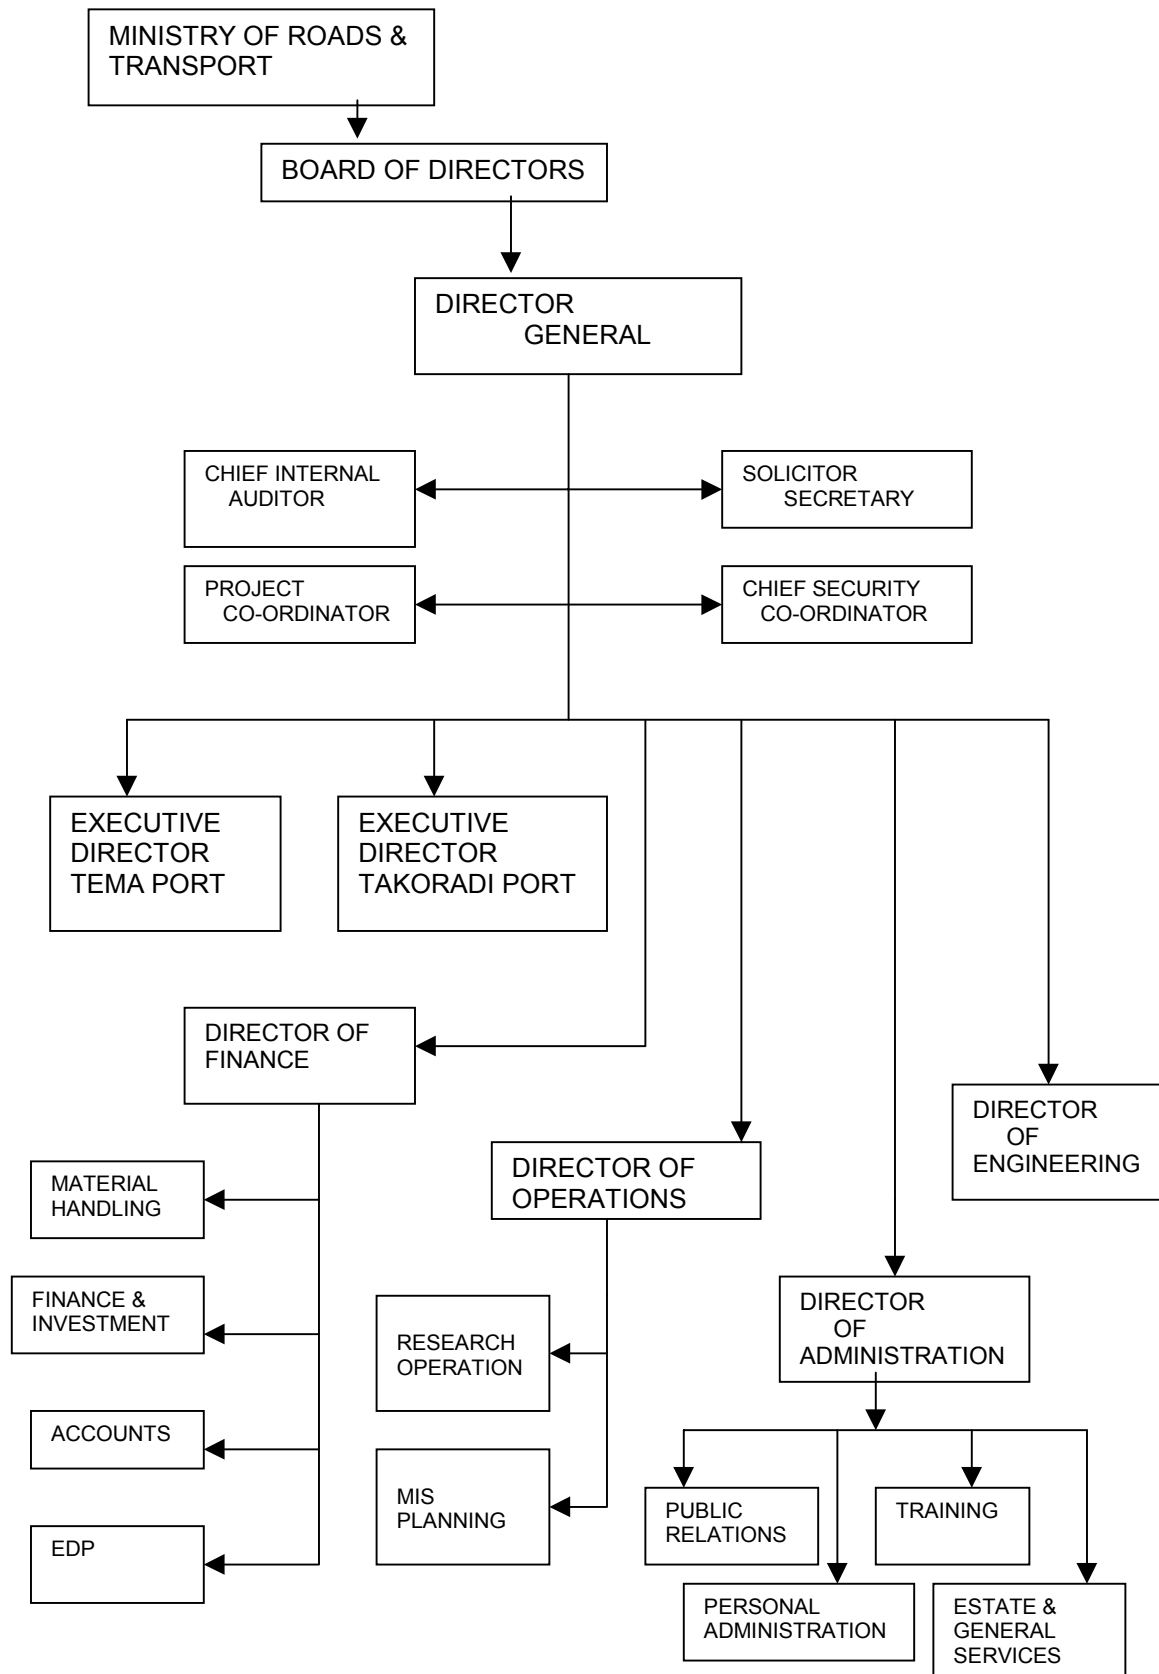 MINISTRY OF ROADS &
TRANSPORT
BOARD OF DIRECTORS
DIRECTOR
GENERAL
CHIEF INTERNAL
AUDITOR
SOLICITOR
SECRETARY
PROJECT
CO-ORDINATOR
CHIEF SECURITY
CO-ORDINATOR
EXECUTIVE
DIRECTOR
TEMA PORT
EXECUTIVE
DIRECTOR
TAKORADI PORT
DIRECTOR OF
FINANCE
MATERIAL
HANDLING
FINANCE &
INVESTMENT
ACCOUNTS
EDP
DIRECTOR OF
OPERATIONS
RESEARCH
OPERATION
MIS
PLANNING
DIRECTOR
OF
ENGINEERING
DIRECTOR
OF
ADMINISTRATION
PUBLIC
RELATIONS
TRAINING
PERSONAL
ADMINISTRATION
ESTATE &
GENERAL
SERVICES